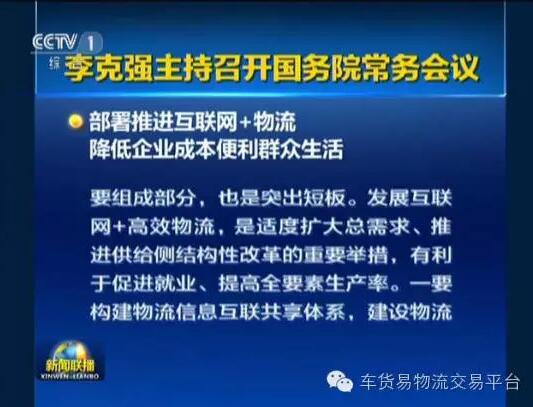 CCTV 1
综
李克强主持召开国务院常务会议
部署推进互联网+物流
降低企业成本便利群众生活
要组成部分，也是突出短板。发展互联
网+高效物流，是适度扩大总需求、推
进供给侧结构性改革的重要举措，有利
于促进就业、提高全要素生产率。一要
构建物流信息互联共享体系，建设物流
新闻联播
XINWEN-LIANBO
车货易物流交易平台